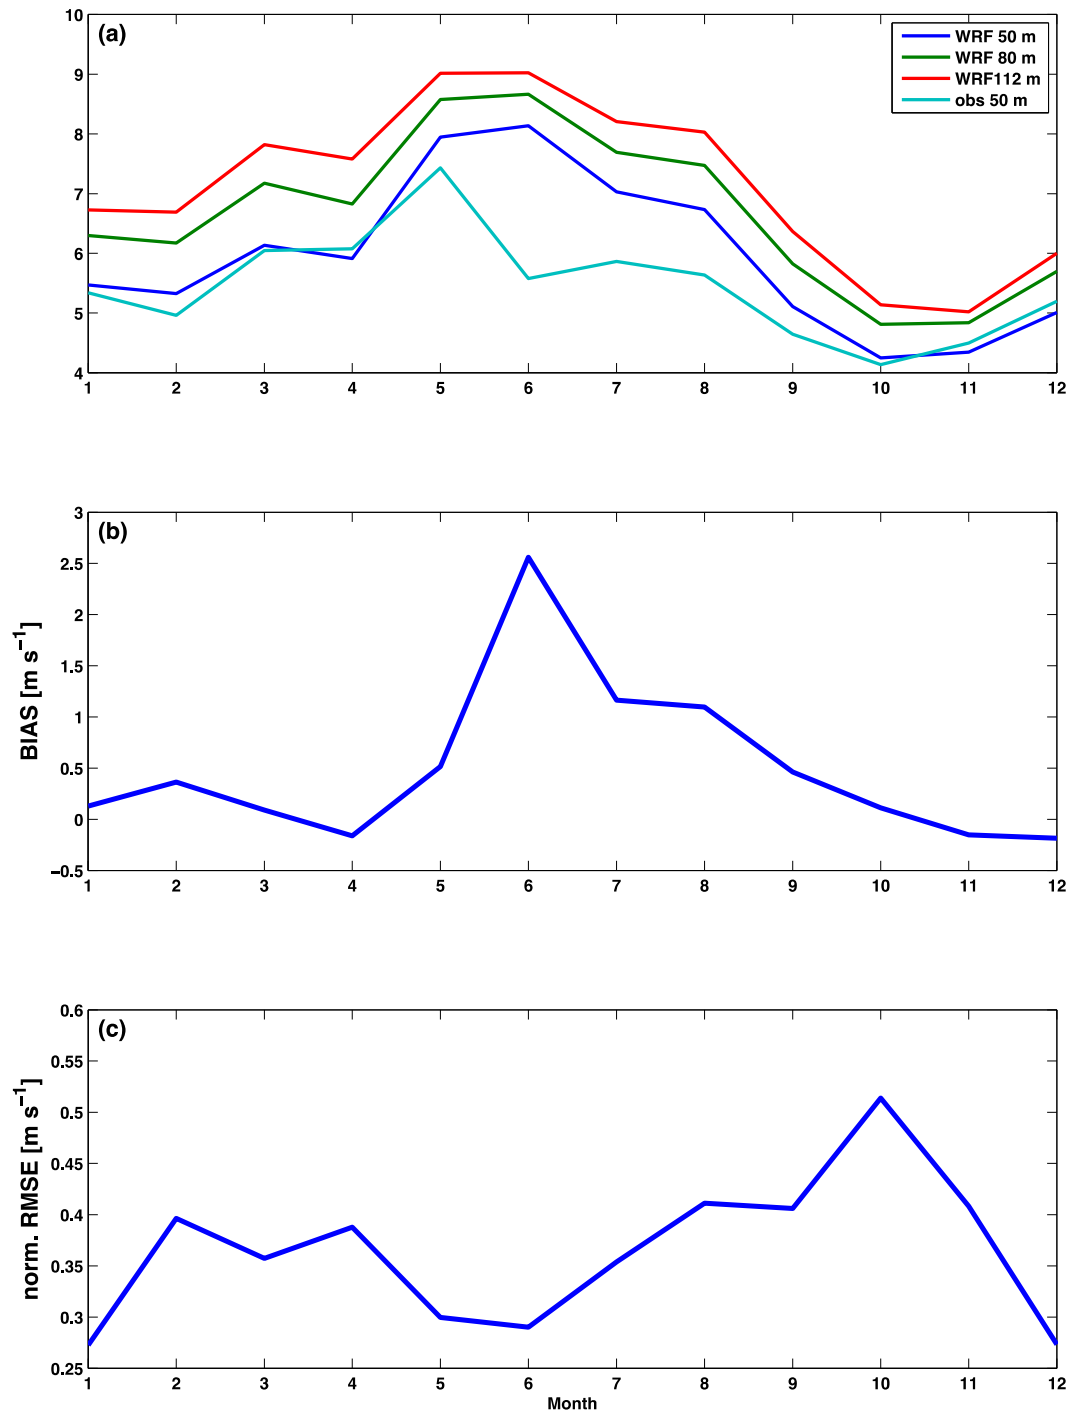 (a)
WRF 50 m
WRF 80 m
WRF112 m
obs 50 m
10
9
8
7
6
5
4
1 2 3 4 5 6 7 8 9 10 11 12
(b)
BIAS [m s⁻¹]
3
2.5
2
1.5
1
0.5
0
−0.5
1 2 3 4 5 6 7 8 9 10 11 12
(c)
norm. RMSE [m s⁻¹]
0.6
0.55
0.5
0.45
0.4
0.35
0.3
0.25
1 2 3 4 5 6 7 8 9 10 11 12
Month